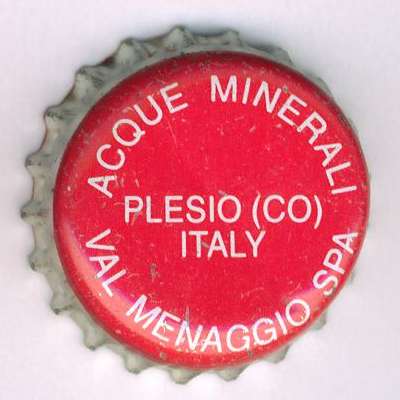 ACQUE MINERALI
PLESIO (CO)
ITALY
VAL MENAGGIO SPA